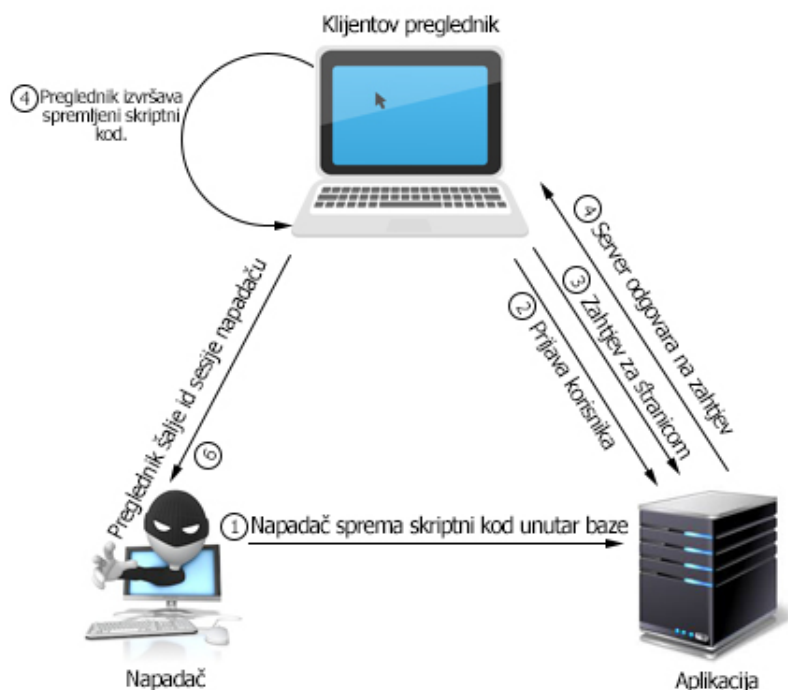 Klijentov preglednik
4 Preglednik izvršava
spremljeni skriptni
kod.
4 Server odgovara na zahtjev
3 Zahtjev za stranicom
2 Prijava korisnika
Preglednik šalje id sesije napadaču
6
1 Napadač sprema skriptni kod unutar baze
Napadač
Aplikacija